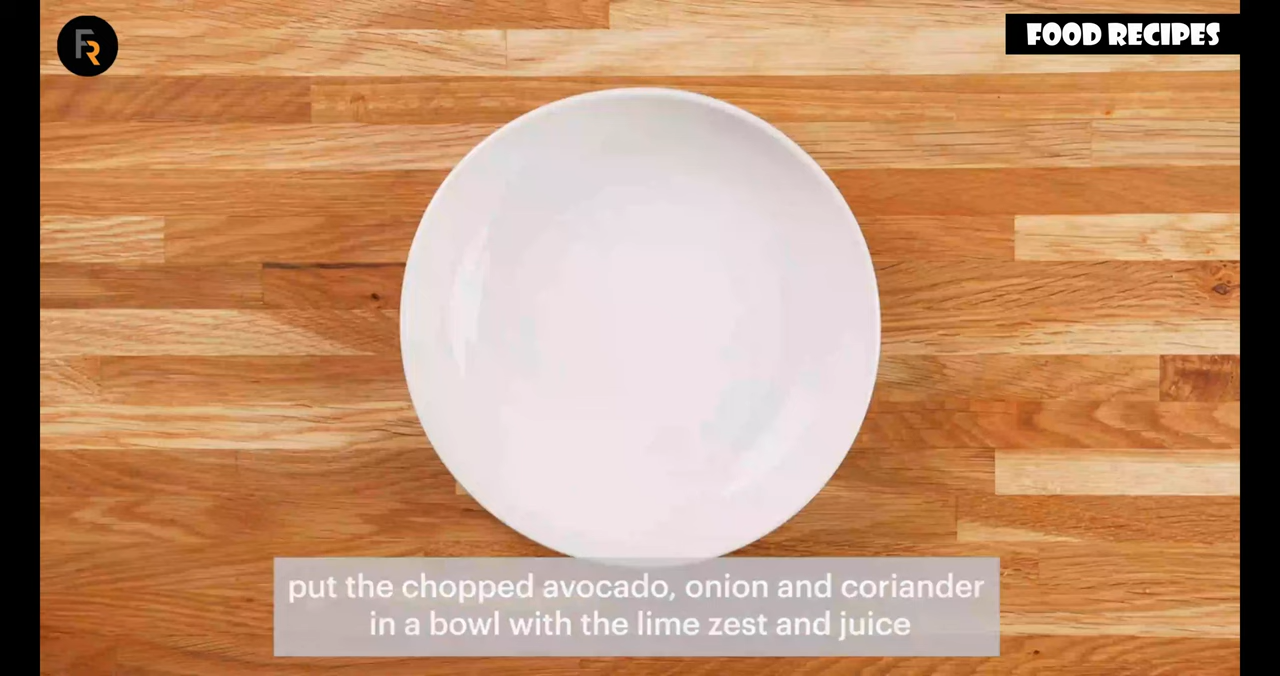 FR
FOOD RECIPES
put the chopped avocado, onion and coriander
in a bowl with the lime zest and juice